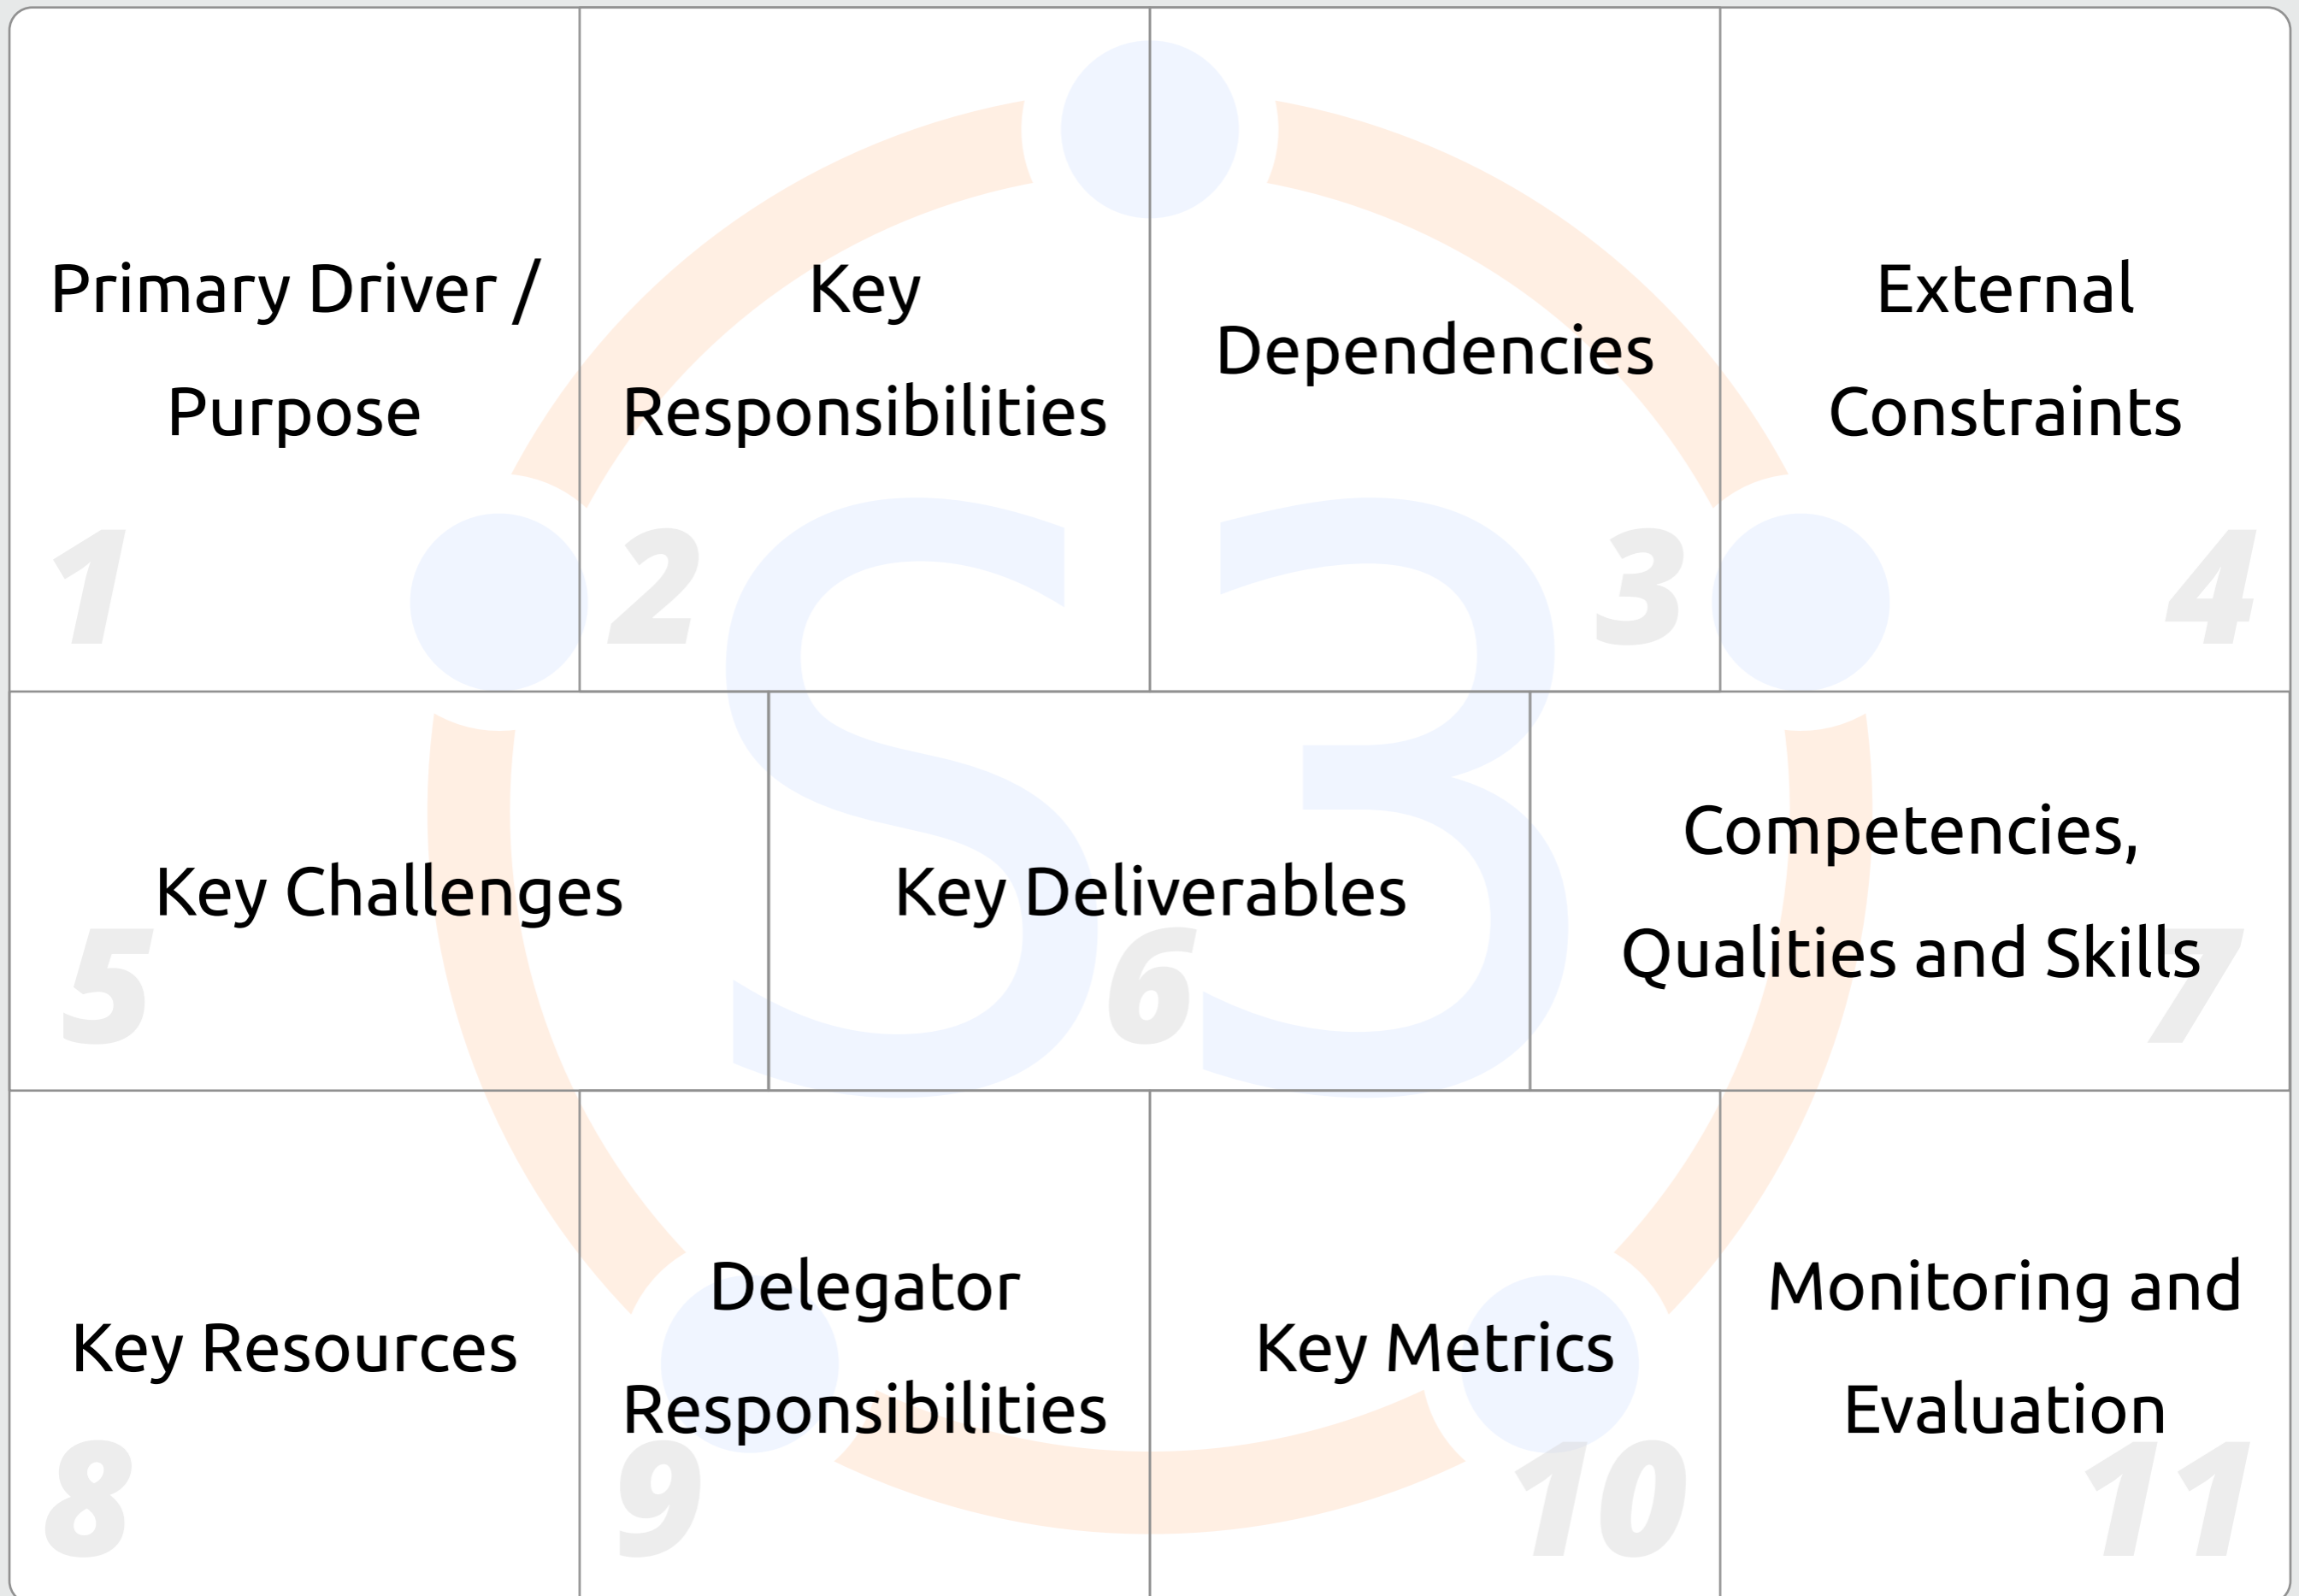 Primary Driver /
Purpose
1
Key
Responsibilities
2
Dependencies
3
External
Constraints
4
Key Challenges
5
Key Deliverables
6
Competencies,
Qualities and Skills
7
Key Resources
8
Delegator
Responsibilities
9
Key Metrics
10
Monitoring and
Evaluation
11
S3